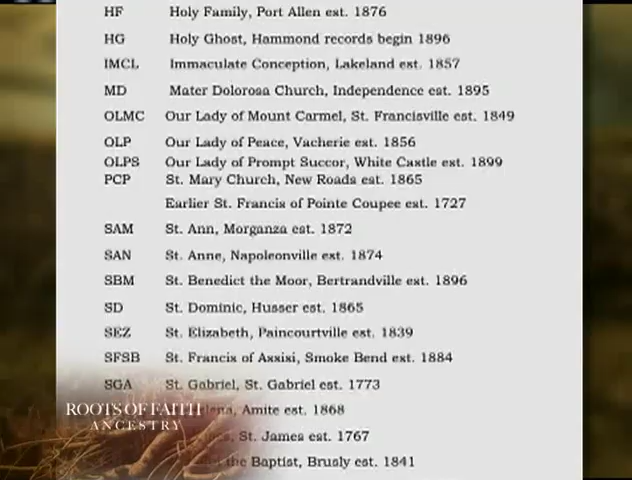 HF Holy Family, Port Allen est. 1876
HG Holy Ghost, Hammond records begin 1896
IMCL Immaculate Conception, Lakeland est. 1857
MD Mater Dolorosa Church, Independence est. 1895
OLMC Our Lady of Mount Carmel, St. Francisville est. 1849
OLP Our Lady of Peace, Vacherie est. 1856
OLPS Our Lady of Prompt Succor, White Castle est. 1899
PCP St. Mary Church, New Roads est. 1865
Earlier St. Francis of Pointe Coupee est. 1727
SAM St. Ann, Morganza est. 1872
SAN St. Anne, Napoleonville est. 1874
SBM St. Benedict the Moor, Bertrandville est. 1896
SD St. Dominic, Husser est. 1865
SEZ St. Elizabeth, Paincourtville est. 1839
SFSB St. Francis of Axxixi, Smoke Bend est. 1884
SGA St. Gabriel, St. Gabriel est. 1773
Amite est. 1868
St. James est. 1767
the Baptist, Brusly est. 1841
ROOTS OF FAITH
ANCESTRY